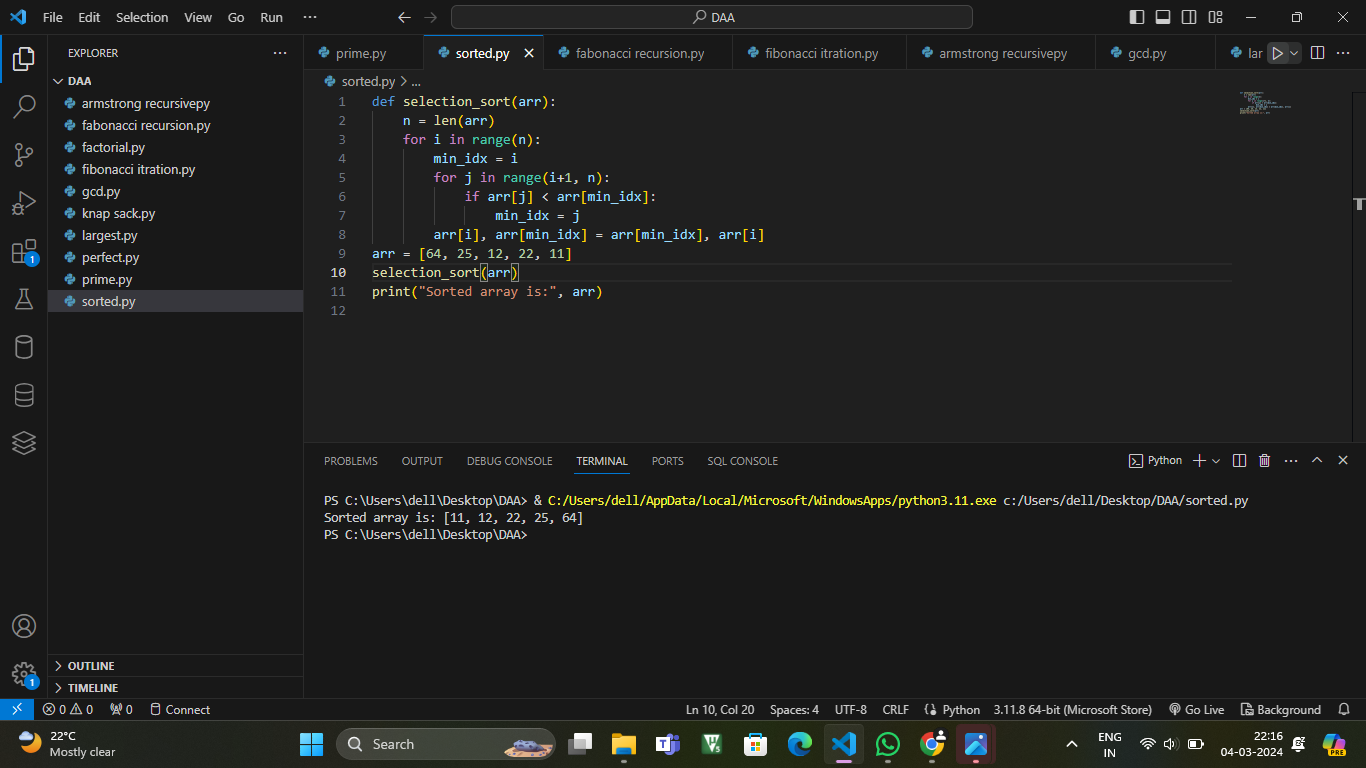 File Edit Selection View Go Run ··· DAA
EXPLORER ···
DAA
armstrong recursivepy
fabonacci recursion.py
factorial.py
fibonacci itration.py
gcd.py
knap sack.py
largest.py
perfect.py
prime.py
sorted.py
OUTLINE
TIMELINE
1
1
prime.py sorted.py fabonacci recursion.py fibonacci itration.py armstrong recursivepy gcd.py lar
sorted.py > ...
1 def selection_sort(arr):
2     n = len(arr)
3     for i in range(n):
4         min_idx = i
5         for j in range(i+1, n):
6             if arr[j] < arr[min_idx]:
7                 min_idx = j
8         arr[i], arr[min_idx] = arr[min_idx], arr[i]
9 arr = [64, 25, 12, 22, 11]
10 selection_sort(arr)
11 print("Sorted array is:", arr)
12
PROBLEMS OUTPUT DEBUG CONSOLE TERMINAL PORTS SQL CONSOLE Python
PS C:\Users\dell\Desktop\DAA> & C:/Users/dell/AppData/Local/Microsoft/WindowsApps/python3.11.exe c:/Users/dell/Desktop/DAA/sorted.py
Sorted array is: [11, 12, 22, 25, 64]
PS C:\Users\dell\Desktop\DAA>
0 0 0 Connect Ln 10, Col 20 Spaces: 4 UTF-8 CRLF Python 3.11.8 64-bit (Microsoft Store) Go Live Background
22°C
Mostly clear
Search
ENG
IN
22:16
04-03-2024
PRE